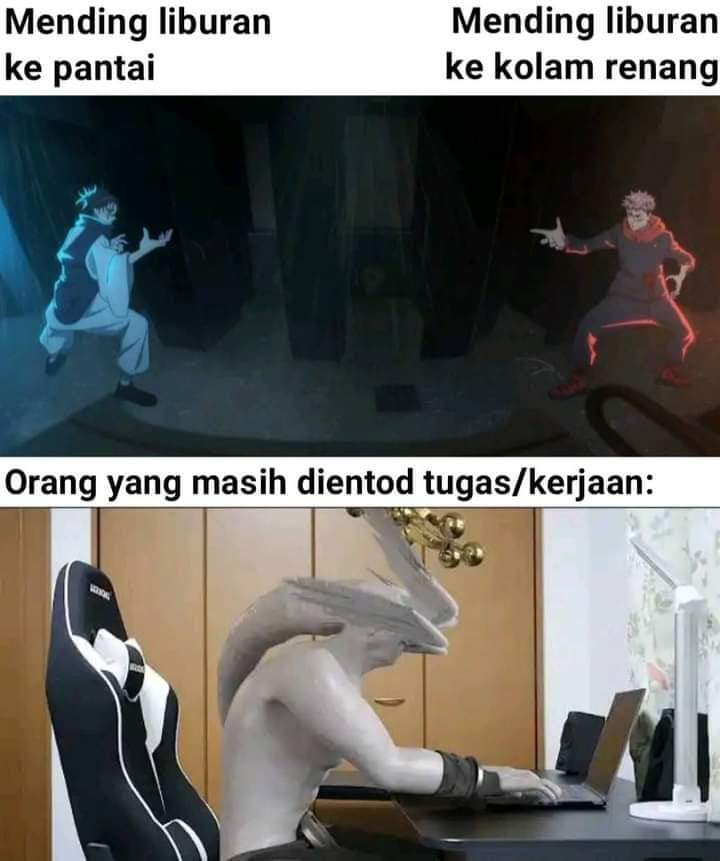 Mending liburan
ke pantai
Mending liburan
ke kolam renang
Orang yang masih dientod tugas/kerjaan: